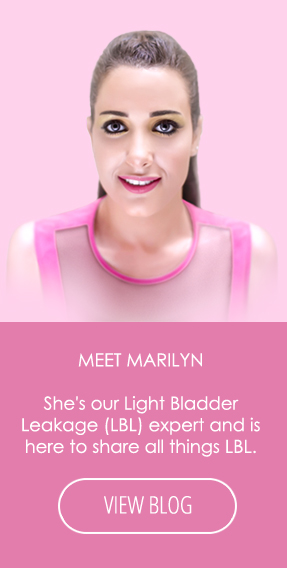 MEET MARILYN
She's our Light Bladder
Leakage (LBL) expert and is
here to share all things LBL.
VIEW BLOG